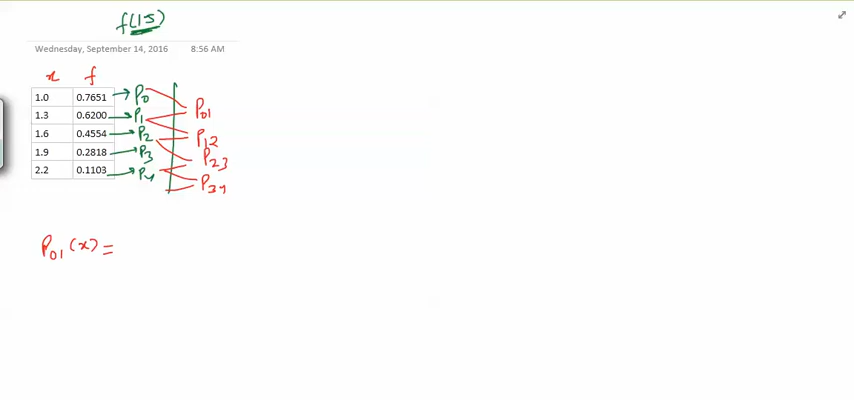 f(1.5)
Wednesday, September 14, 2016 8:56 AM
x f
1.0 0.7651 → P0
P01
1.3 0.6200 → P1
P12
1.6 0.4554 → P2
P23
1.9 0.2818 → P3
2.2 0.1103 → P4
P34
P01 (x) =